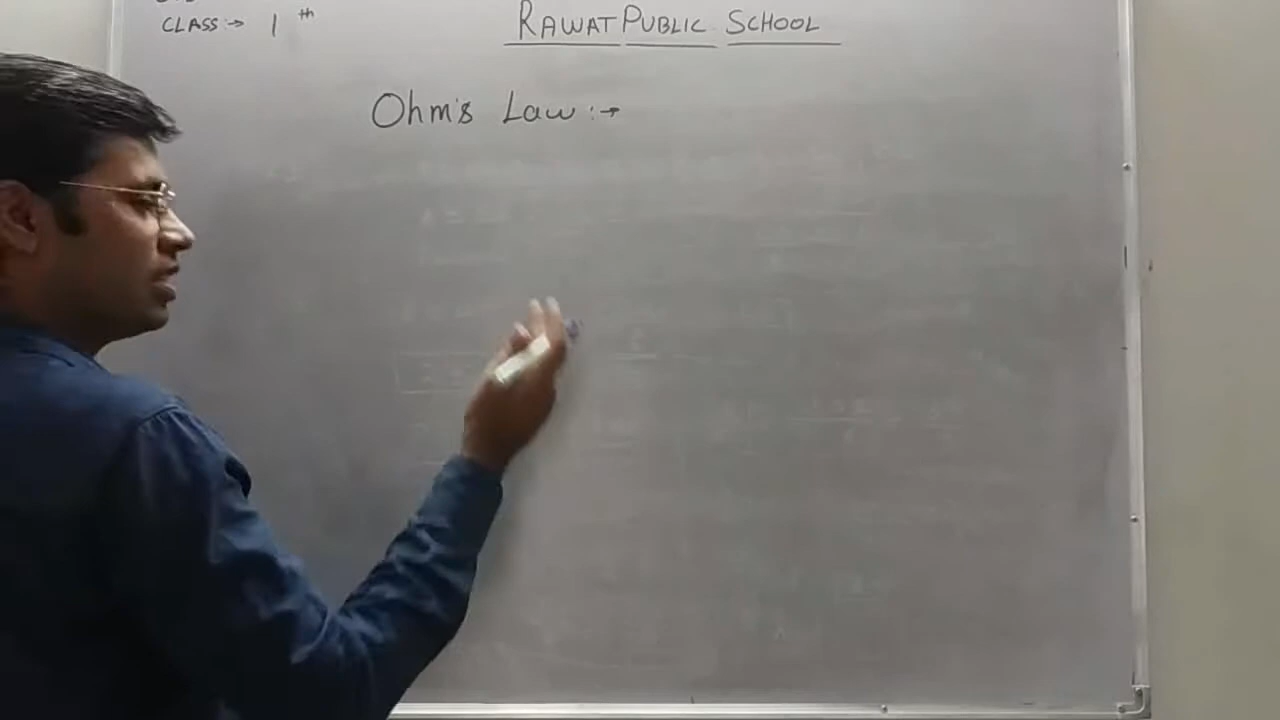 CLASS:→ 1 th
RAWAT PUBLIC SCHOOL
Ohm's Law:→